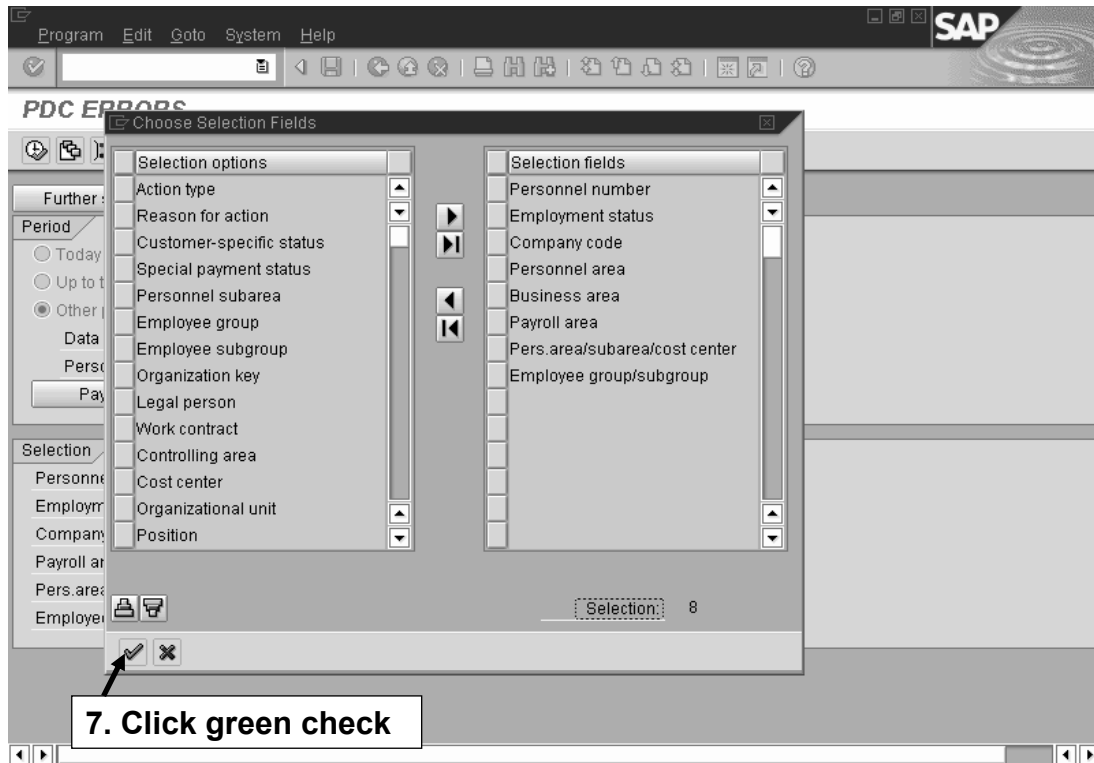 Program Edit Goto System Help
SAP
PDC ERRORS
Choose Selection Fields
Selection options
Action type
Reason for action
Customer-specific status
Special payment status
Personnel subarea
Employee group
Employee subgroup
Organization key
Legal person
Work contract
Controlling area
Cost center
Organizational unit
Position
Selection fields
Personnel number
Employment status
Company code
Personnel area
Business area
Payroll area
Pers.area/subarea/cost center
Employee group/subgroup
Selection: 8
Further
Period
Today
Up to t
Other
Data
Perso
Pay
Selection
Personne
Employm
Company
Payroll ar
Pers.area
Employe
7. Click green check